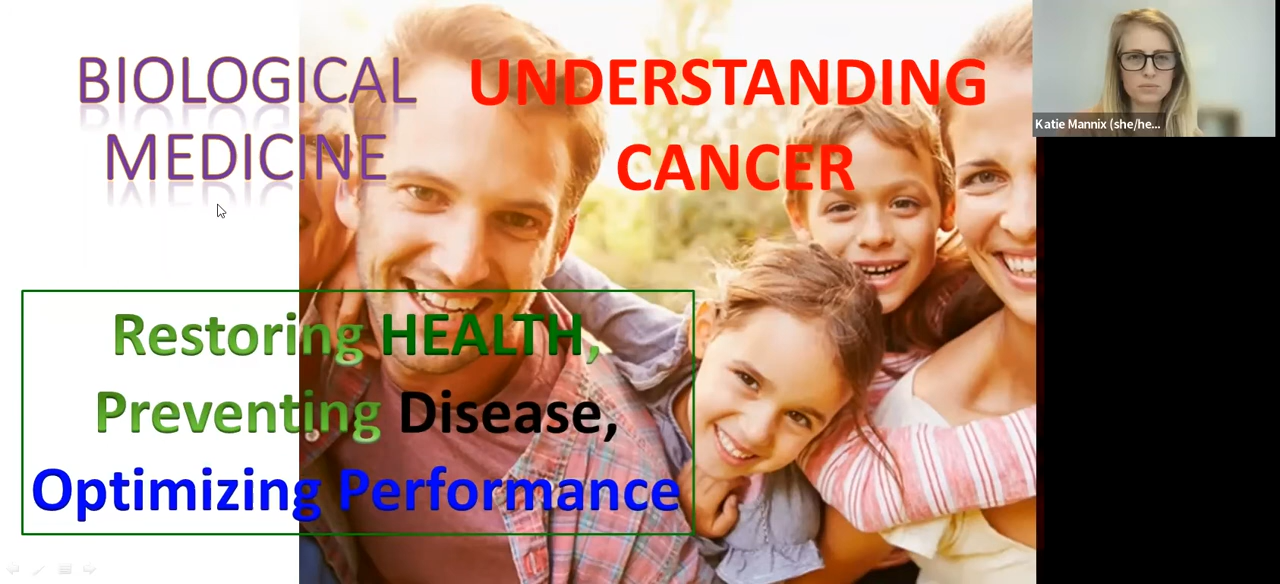 BIOLOGICAL
MEDICINE
UNDERSTANDING
CANCER
Restoring HEALTH,
Preventing Disease,
Optimizing Performance
Katie Mannix (she/he...